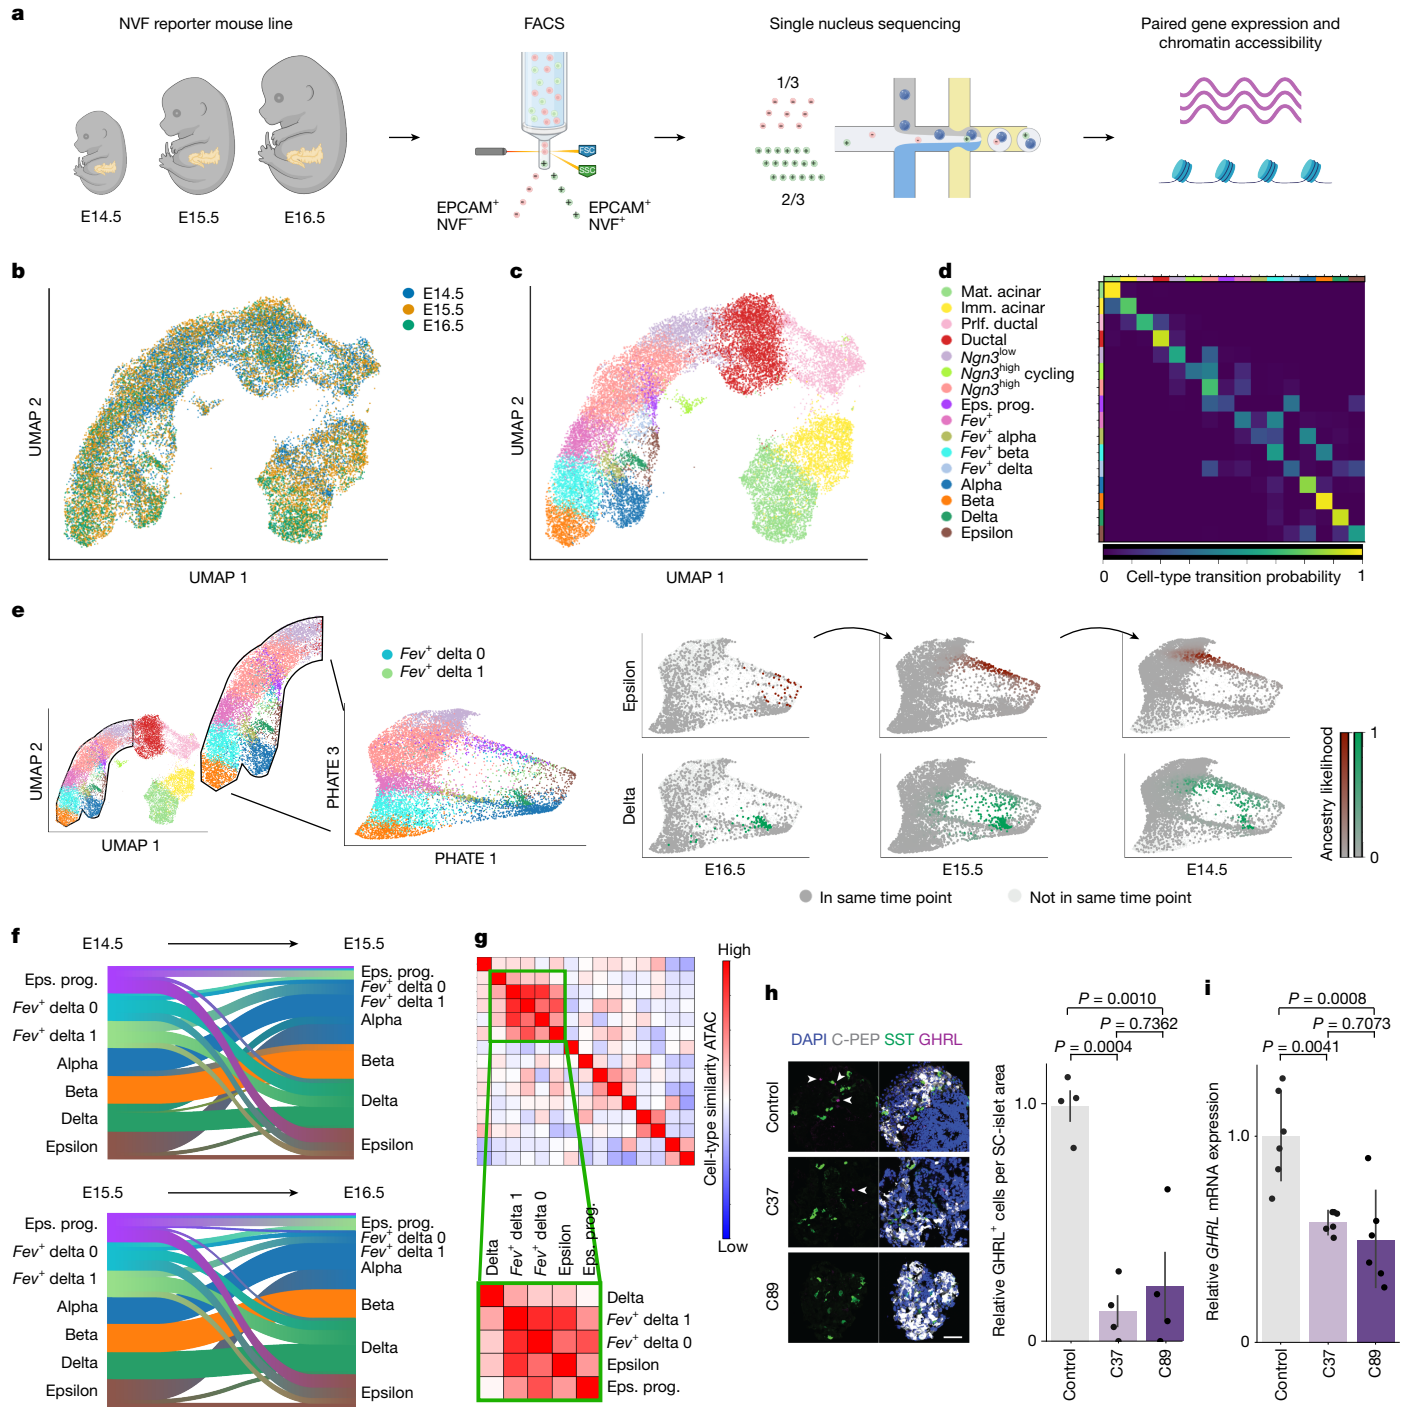 a
NVF reporter mouse line
FACS
Single nucleus sequencing
Paired gene expression and
chromatin accessibility
E14.5
E15.5
E16.5
FSC
SSC
EPCAM+
NVF−
EPCAM+
NVF+
1/3
2/3
b
UMAP 2
UMAP 1
E14.5
E15.5
E16.5
c
UMAP 2
UMAP 1
d
Mat. acinar
Imm. acinar
Prlf. ductal
Ductal
Ngn3low
Ngn3high cycling
Ngn3high
Eps. prog.
Fev+
Fev+ alpha
Fev+ beta
Fev+ delta
Alpha
Beta
Delta
Epsilon
0 Cell-type transition probability 1
e
UMAP 2
UMAP 1
Fev+ delta 0
Fev+ delta 1
PHATE 3
PHATE 1
Epsilon
Delta
E16.5
E15.5
E14.5
In same time point
Not in same time point
Ancestry likelihood
1
0
f
E14.5
E15.5
Eps. prog.
Fev+ delta 0
Fev+ delta 1
Alpha
Beta
Delta
Epsilon
Eps. prog.
Fev+ delta 0
Fev+ delta 1
Alpha
Beta
Delta
Epsilon
E15.5
E16.5
Eps. prog.
Fev+ delta 0
Fev+ delta 1
Alpha
Beta
Delta
Epsilon
Eps. prog.
Fev+ delta 0
Fev+ delta 1
Alpha
Beta
Delta
Epsilon
g
High
Cell-type similarity ATAC
Low
Delta
Fev+ delta 1
Fev+ delta 0
Epsilon
Eps. prog.
Delta
Fev+ delta 1
Fev+ delta 0
Epsilon
Eps. prog.
h
DAPI C-PEP SST GHRL
Control
C37
C89
P = 0.0010
P = 0.7362
P = 0.0004
Relative GHRL+ cells per SC-islet area
1.0
0
Control
C37
C89
i
P = 0.0008
P = 0.7073
P = 0.0041
Relative GHRL mRNA expression
1.0
0
Control
C37
C89